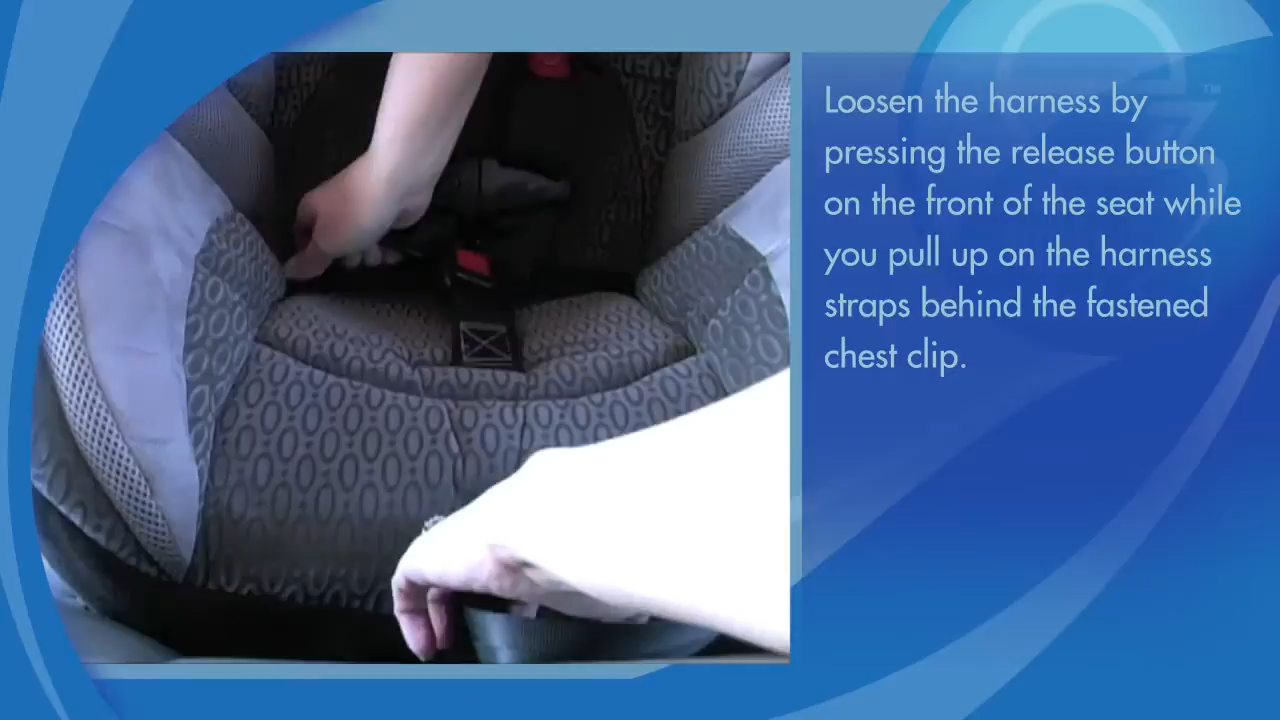 Loosen the harness by
pressing the release button
on the front of the seat while
you pull up on the harness
straps behind the fastened
chest clip.
TM